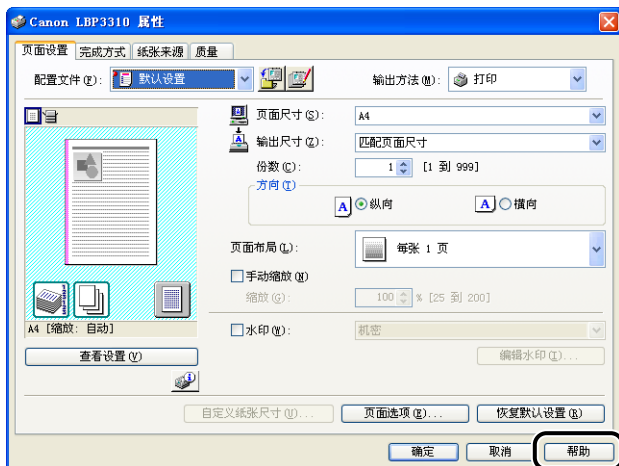 Canon LBP3310 属性
页面设置 完成方式 纸张来源 质量
配置文件(F): 默认设置 输出方法(M): 打印
页面尺寸(S): A4
输出尺寸(Z): 匹配页面尺寸
份数(C): 1 [1 到 999]
方向(T)
A 纵向 A 横向
页面布局(L): 每张 1 页
手动缩放(N)
缩放(G): 100 % [25 到 200]
A4 [缩放: 自动]
水印(W): 机密
查看设置(V) 编辑水印(I)...
自定义纸张尺寸(U)... 页面选项(E)... 恢复默认设置(R)
确定 取消 帮助